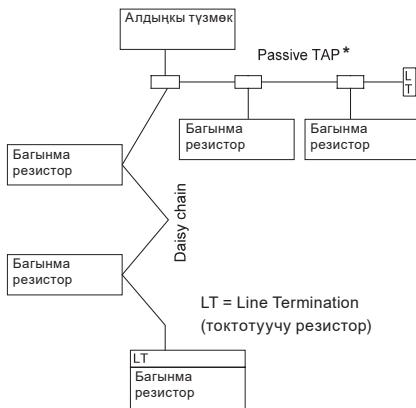 Алдыңкы түзмөк
Passive TAP*
L
T
Багынма
резистор
Багынма
резистор
Багынма
резистор
Daisy chain
Багынма
резистор
LT = Line Termination
(токтотуучу резистор)
LT
Багынма
резистор